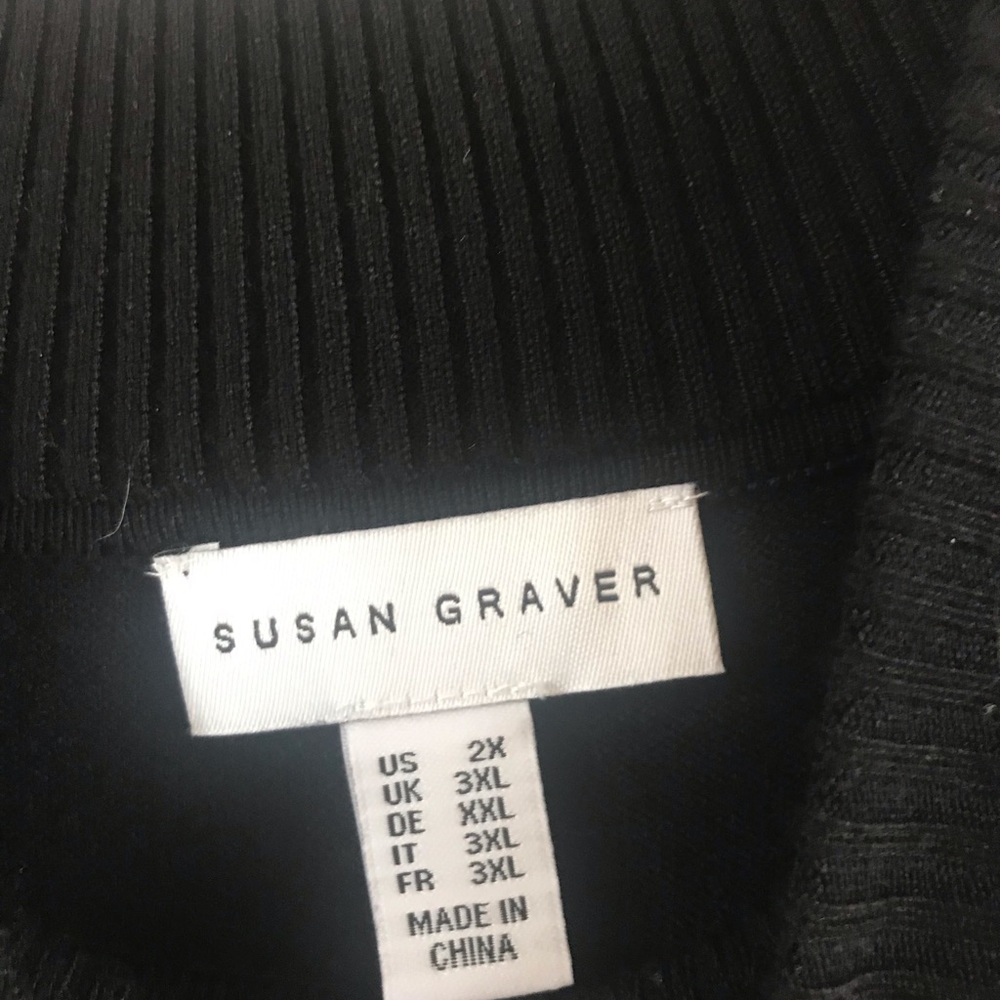 SUSAN GRAVER
US 2X
UK 3XL
DE XXL
IT 3XL
FR 3XL
MADE IN
CHINA